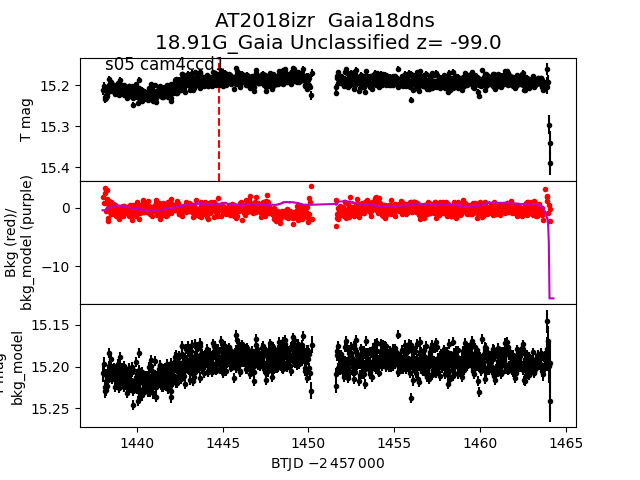 AT2018izr  Gaia18dns
18.91G_Gaia Unclassified z= -99.0
s05 cam4ccd1
T mag
15.2
15.3
15.4
Bkg (red)/
bkg_model (purple)
0
−10
mag
bkg_model
15.15
15.20
15.25
1440 1445 1450 1455 1460 1465
BTJD −2 457 000